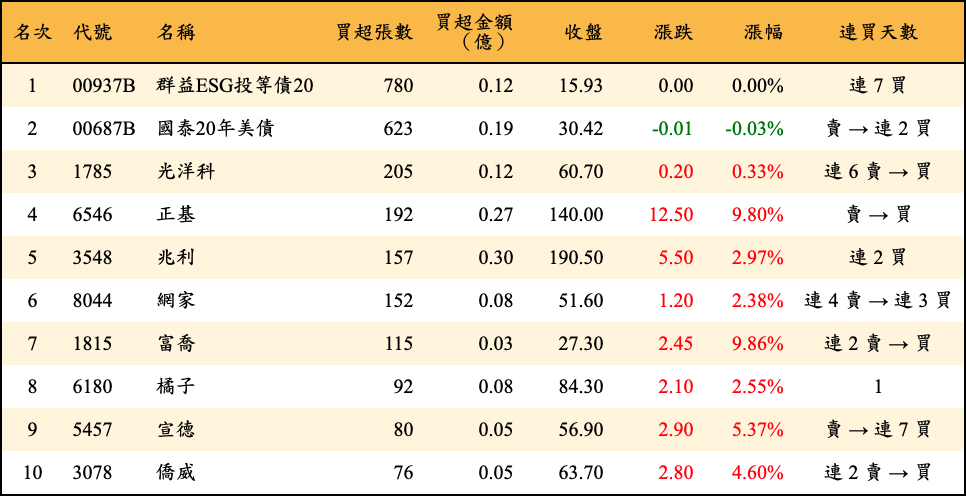 名次 代號 名稱 買超張數 買超金額（億） 收盤 漲跌 漲幅 連買天數
1 00937B 群益ESG投等債20 780 0.12 15.93 0.00 0.00% 連 7 買
2 00687B 國泰20年美債 623 0.19 30.42 -0.01 -0.03% 賣 → 連 2 買
3 1785 光洋科 205 0.12 60.70 0.20 0.33% 連 6 賣 → 買
4 6546 正基 192 0.27 140.00 12.50 9.80% 賣 → 買
5 3548 兆利 157 0.30 190.50 5.50 2.97% 連 2 買
6 8044 網家 152 0.08 51.60 1.20 2.38% 連 4 賣 → 連 3 買
7 1815 富喬 115 0.03 27.30 2.45 9.86% 連 2 賣 → 買
8 6180 橘子 92 0.08 84.30 2.10 2.55% 1
9 5457 宣德 80 0.05 56.90 2.90 5.37% 賣 → 連 7 買
10 3078 僑威 76 0.05 63.70 2.80 4.60% 連 2 賣 → 買